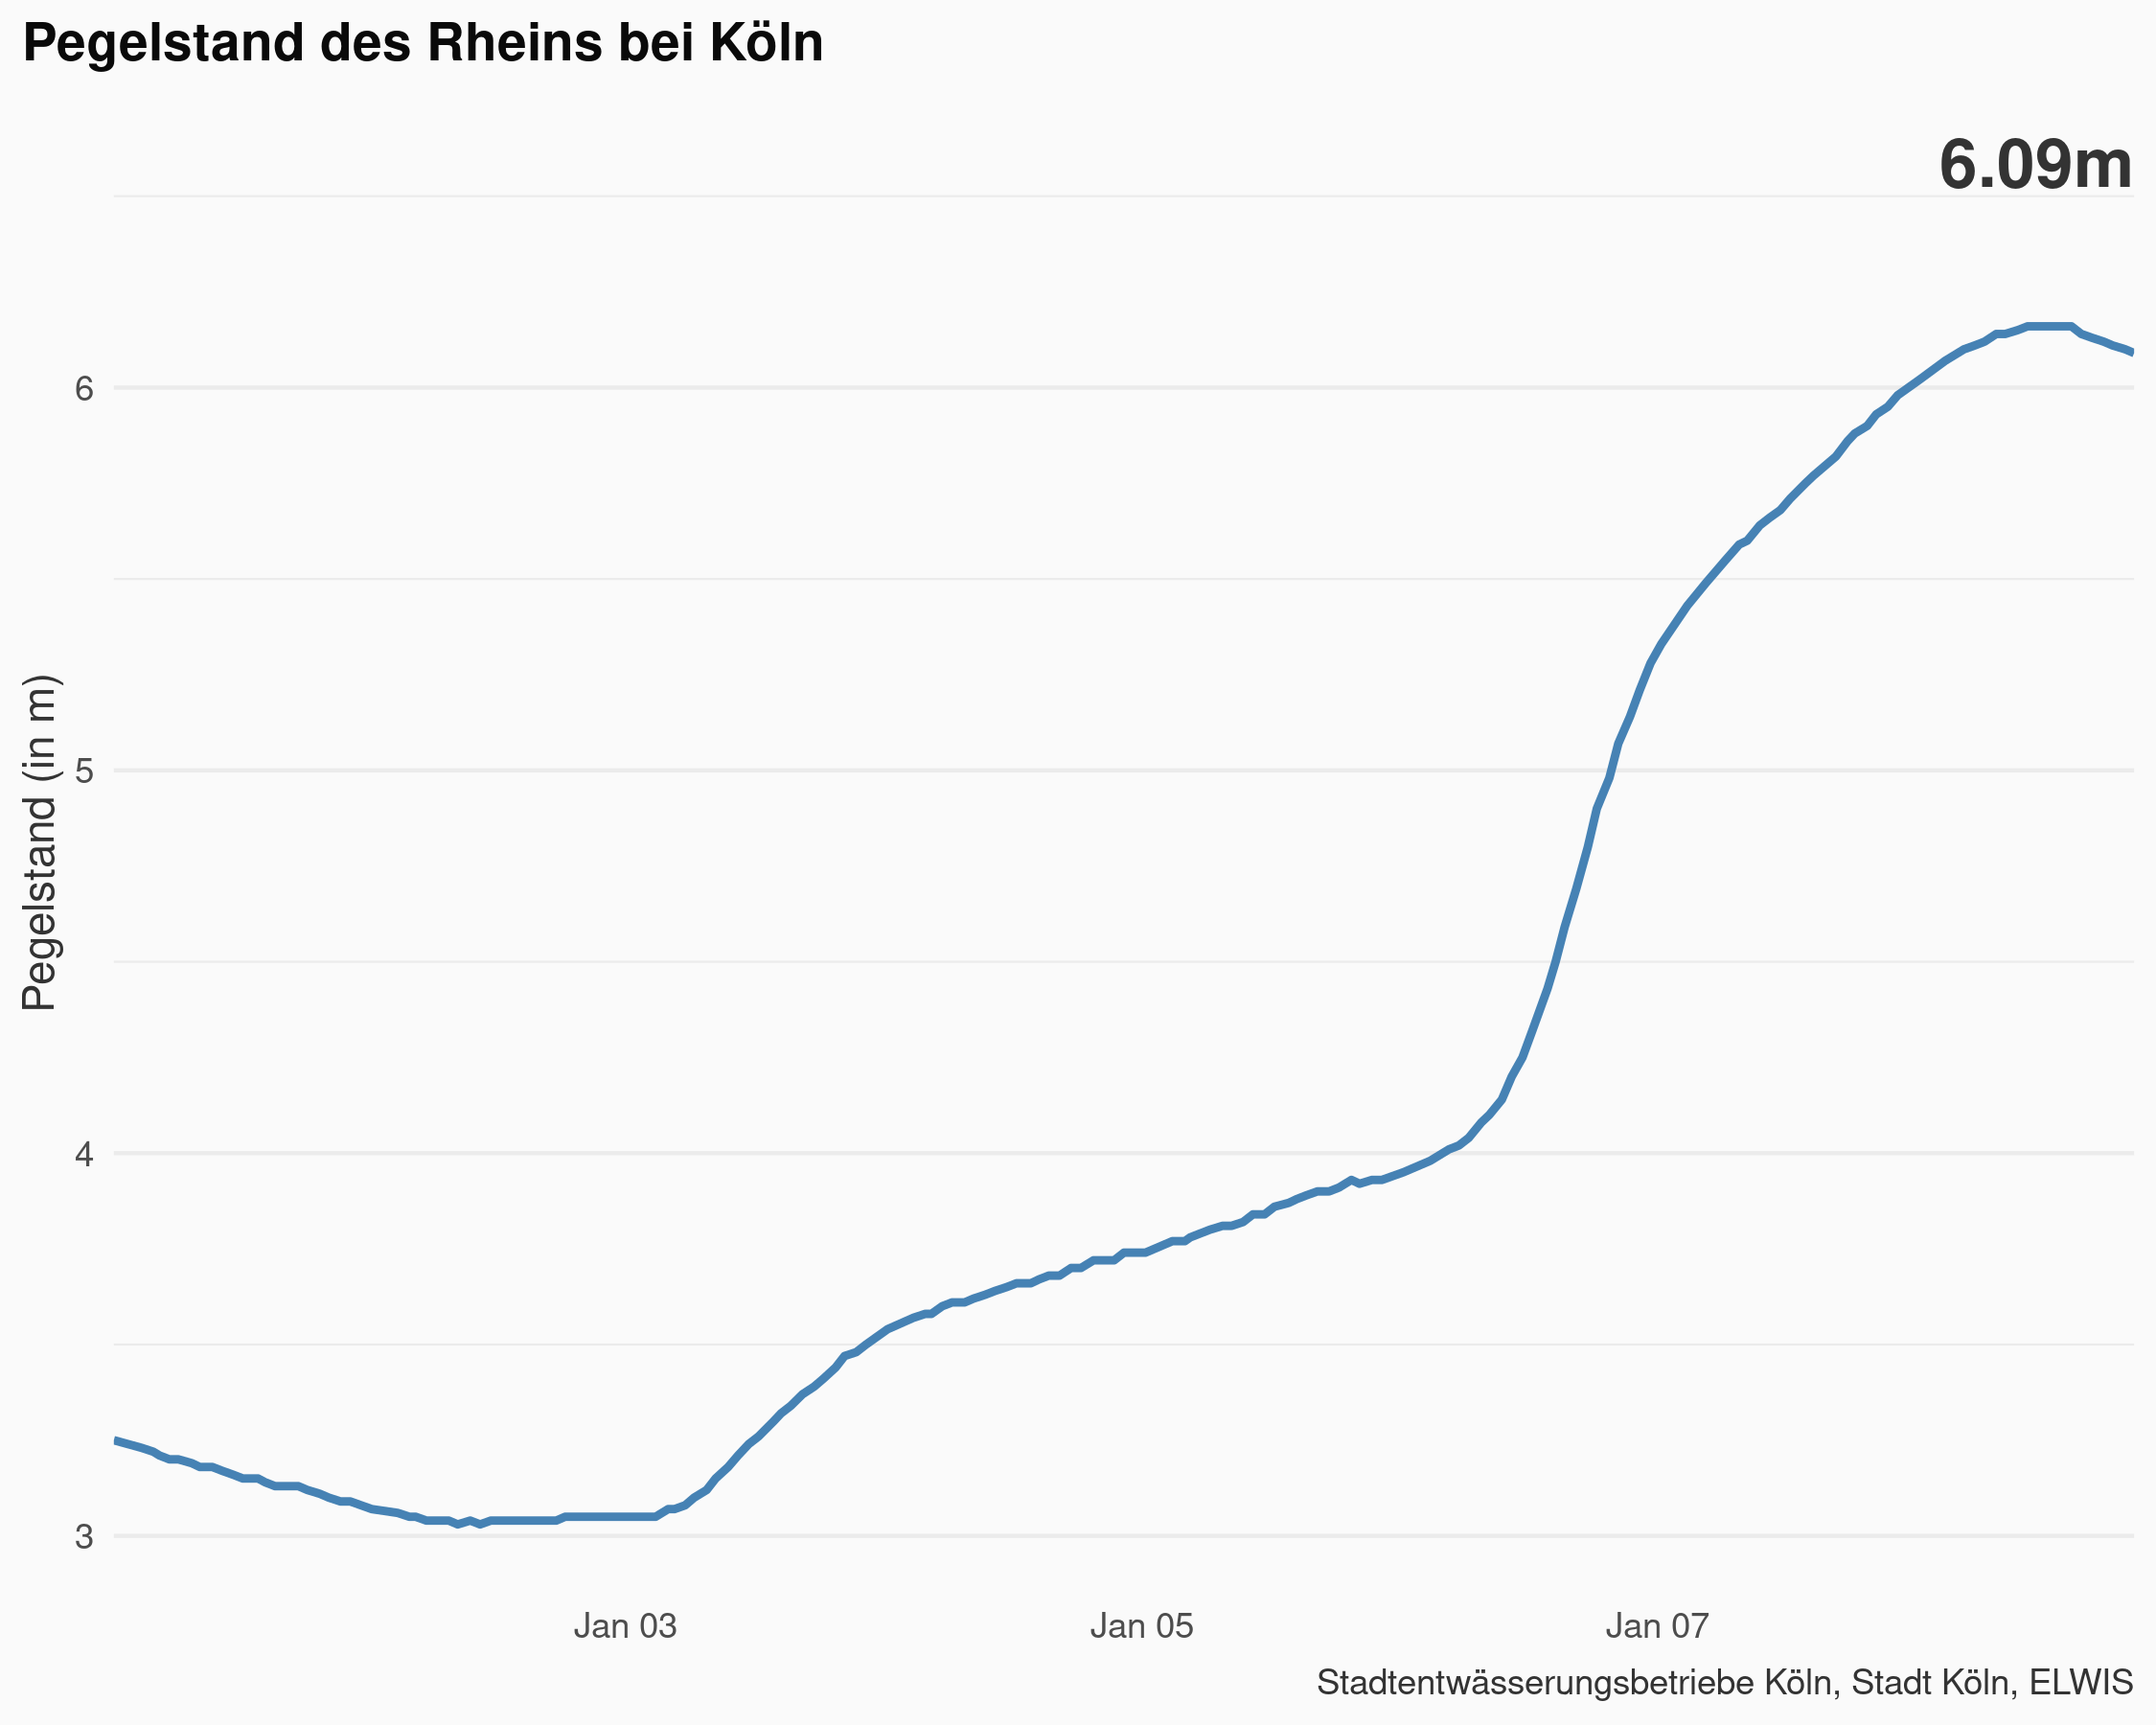 Pegelstand des Rheins bei Köln
6.09m
Pegelstand (in m)
6
5
4
3
Jan 03
Jan 05
Jan 07
Stadtentwässerungsbetriebe Köln, Stadt Köln, ELWIS